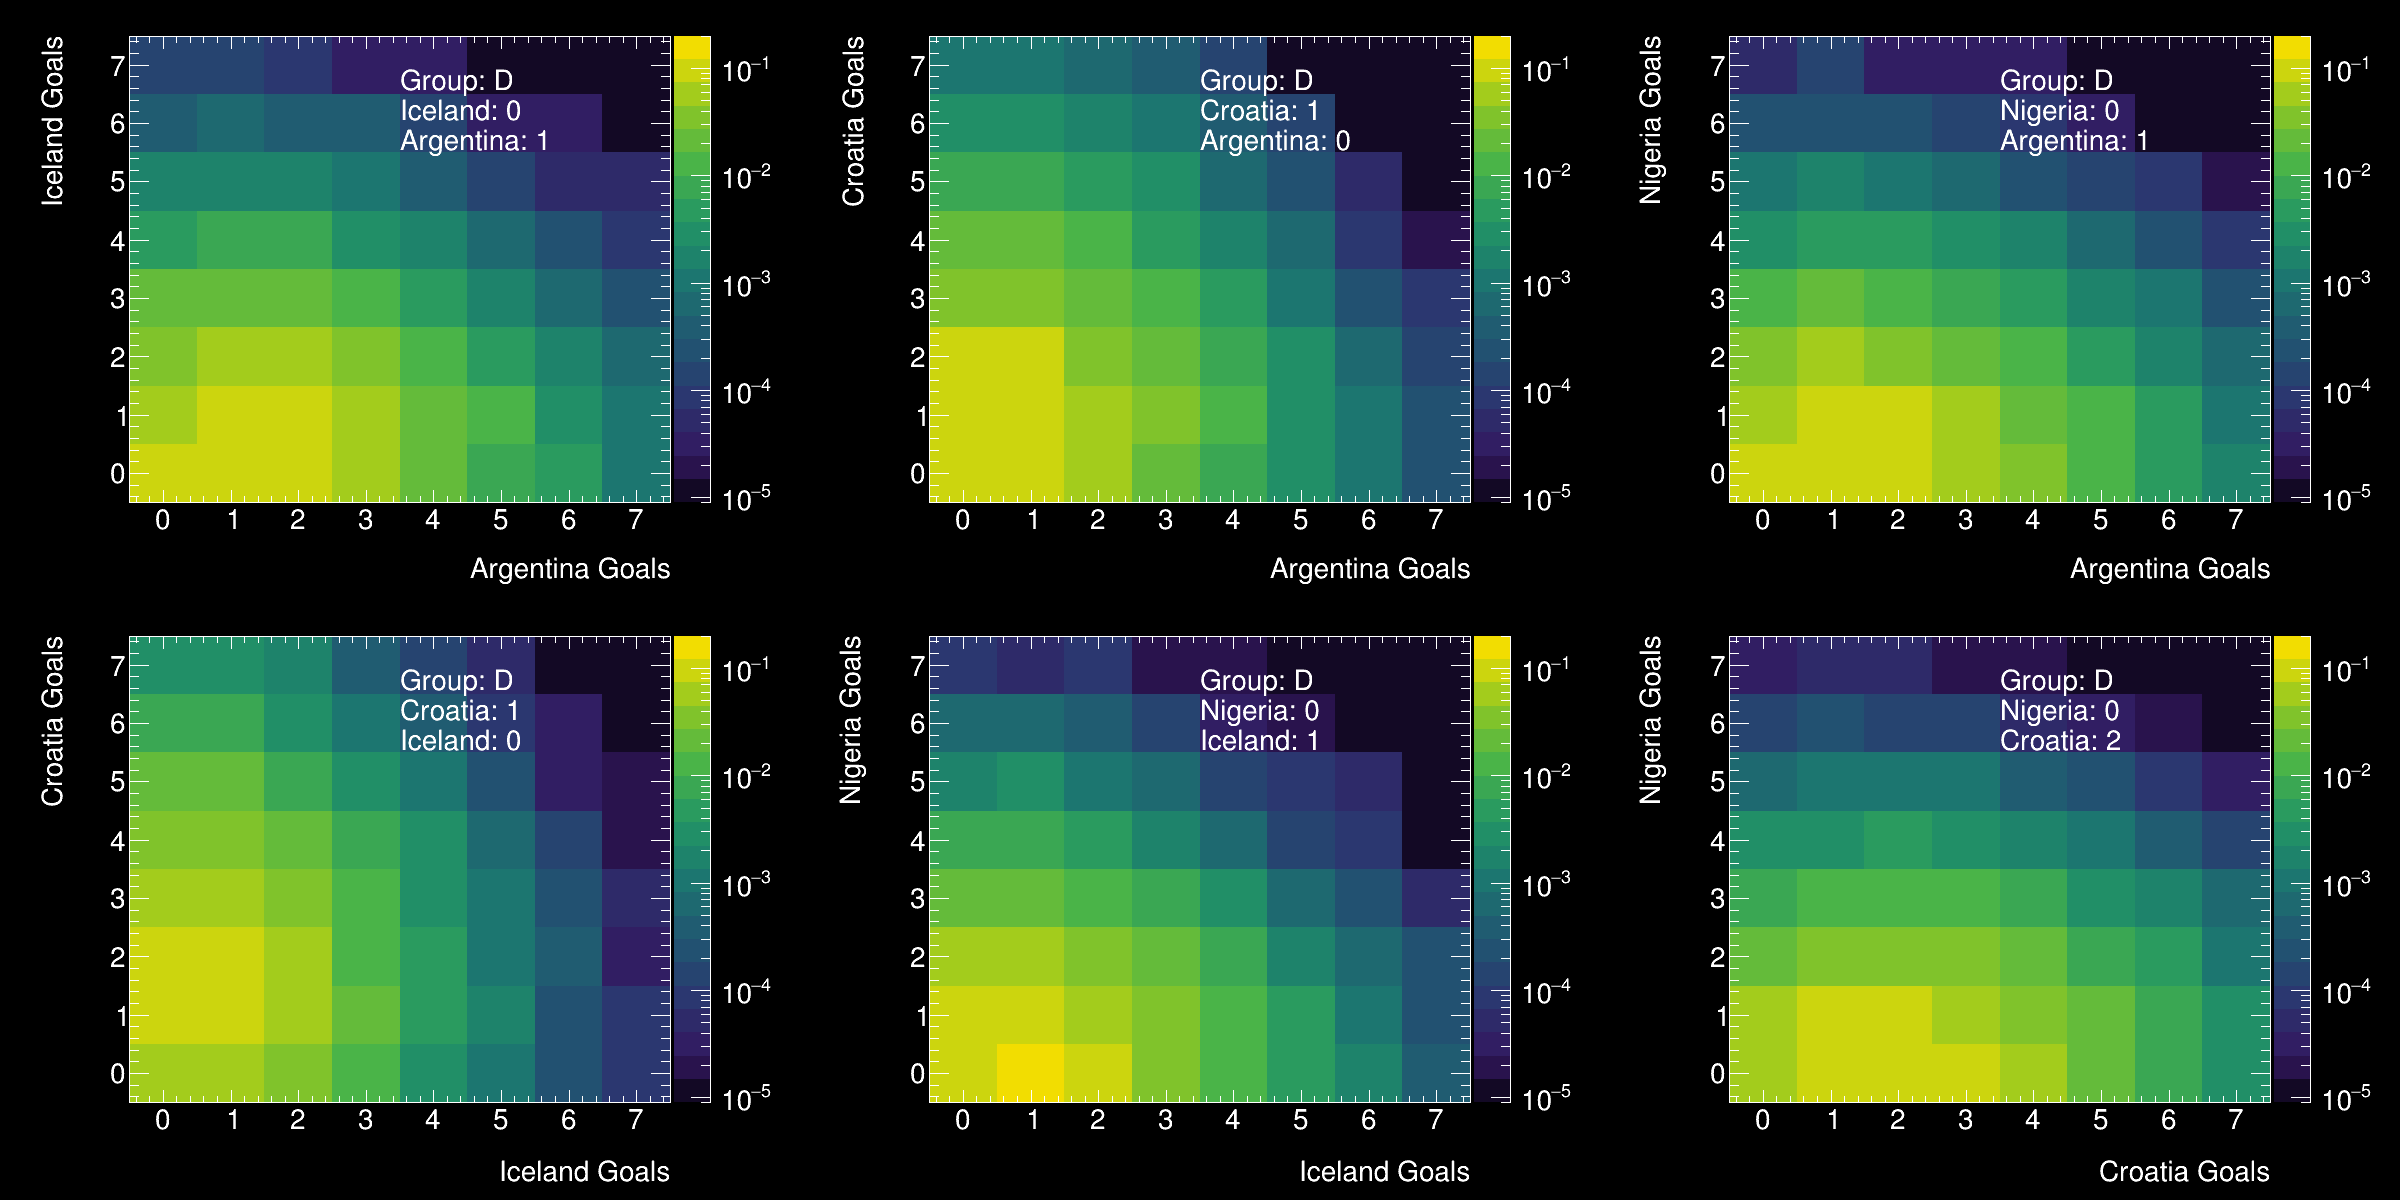 Iceland Goals
7
6
5
4
3
2
1
0
Group: D
Iceland: 0
Argentina: 1
10⁻¹
10⁻²
10⁻³
10⁻⁴
10⁻⁵
0 1 2 3 4 5 6 7
Argentina Goals
Croatia Goals
7
6
5
4
3
2
1
0
Group: D
Croatia: 1
Argentina: 0
10⁻¹
10⁻²
10⁻³
10⁻⁴
10⁻⁵
0 1 2 3 4 5 6 7
Argentina Goals
Nigeria Goals
7
6
5
4
3
2
1
0
Group: D
Nigeria: 0
Argentina: 1
10⁻¹
10⁻²
10⁻³
10⁻⁴
10⁻⁵
0 1 2 3 4 5 6 7
Argentina Goals
Croatia Goals
7
6
5
4
3
2
1
0
Group: D
Croatia: 1
Iceland: 0
10⁻¹
10⁻²
10⁻³
10⁻⁴
10⁻⁵
0 1 2 3 4 5 6 7
Iceland Goals
Nigeria Goals
7
6
5
4
3
2
1
0
Group: D
Nigeria: 0
Iceland: 1
10⁻¹
10⁻²
10⁻³
10⁻⁴
10⁻⁵
0 1 2 3 4 5 6 7
Iceland Goals
Nigeria Goals
7
6
5
4
3
2
1
0
Group: D
Nigeria: 0
Croatia: 2
10⁻¹
10⁻²
10⁻³
10⁻⁴
10⁻⁵
0 1 2 3 4 5 6 7
Croatia Goals